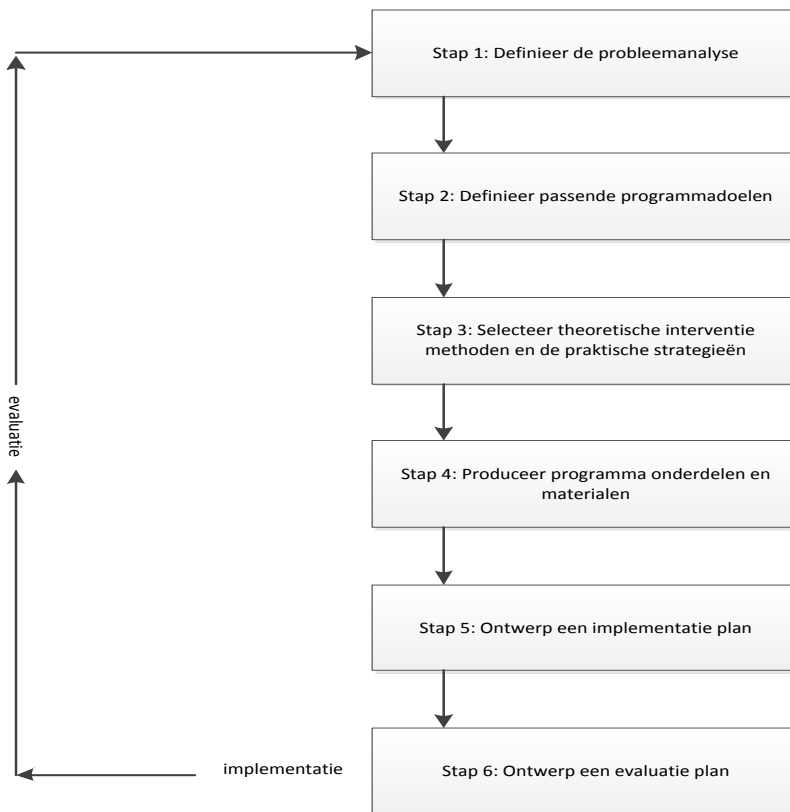 Stap 1: Definieer de probleemanalyse
Stap 2: Definieer passende programmadoelen
Stap 3: Selecteer theoretische interventie
methoden en de praktische strategieën
evaluatie
Stap 4: Produceer programma onderdelen en
materialen
Stap 5: Ontwerp een implementatie plan
implementatie
Stap 6: Ontwerp een evaluatie plan